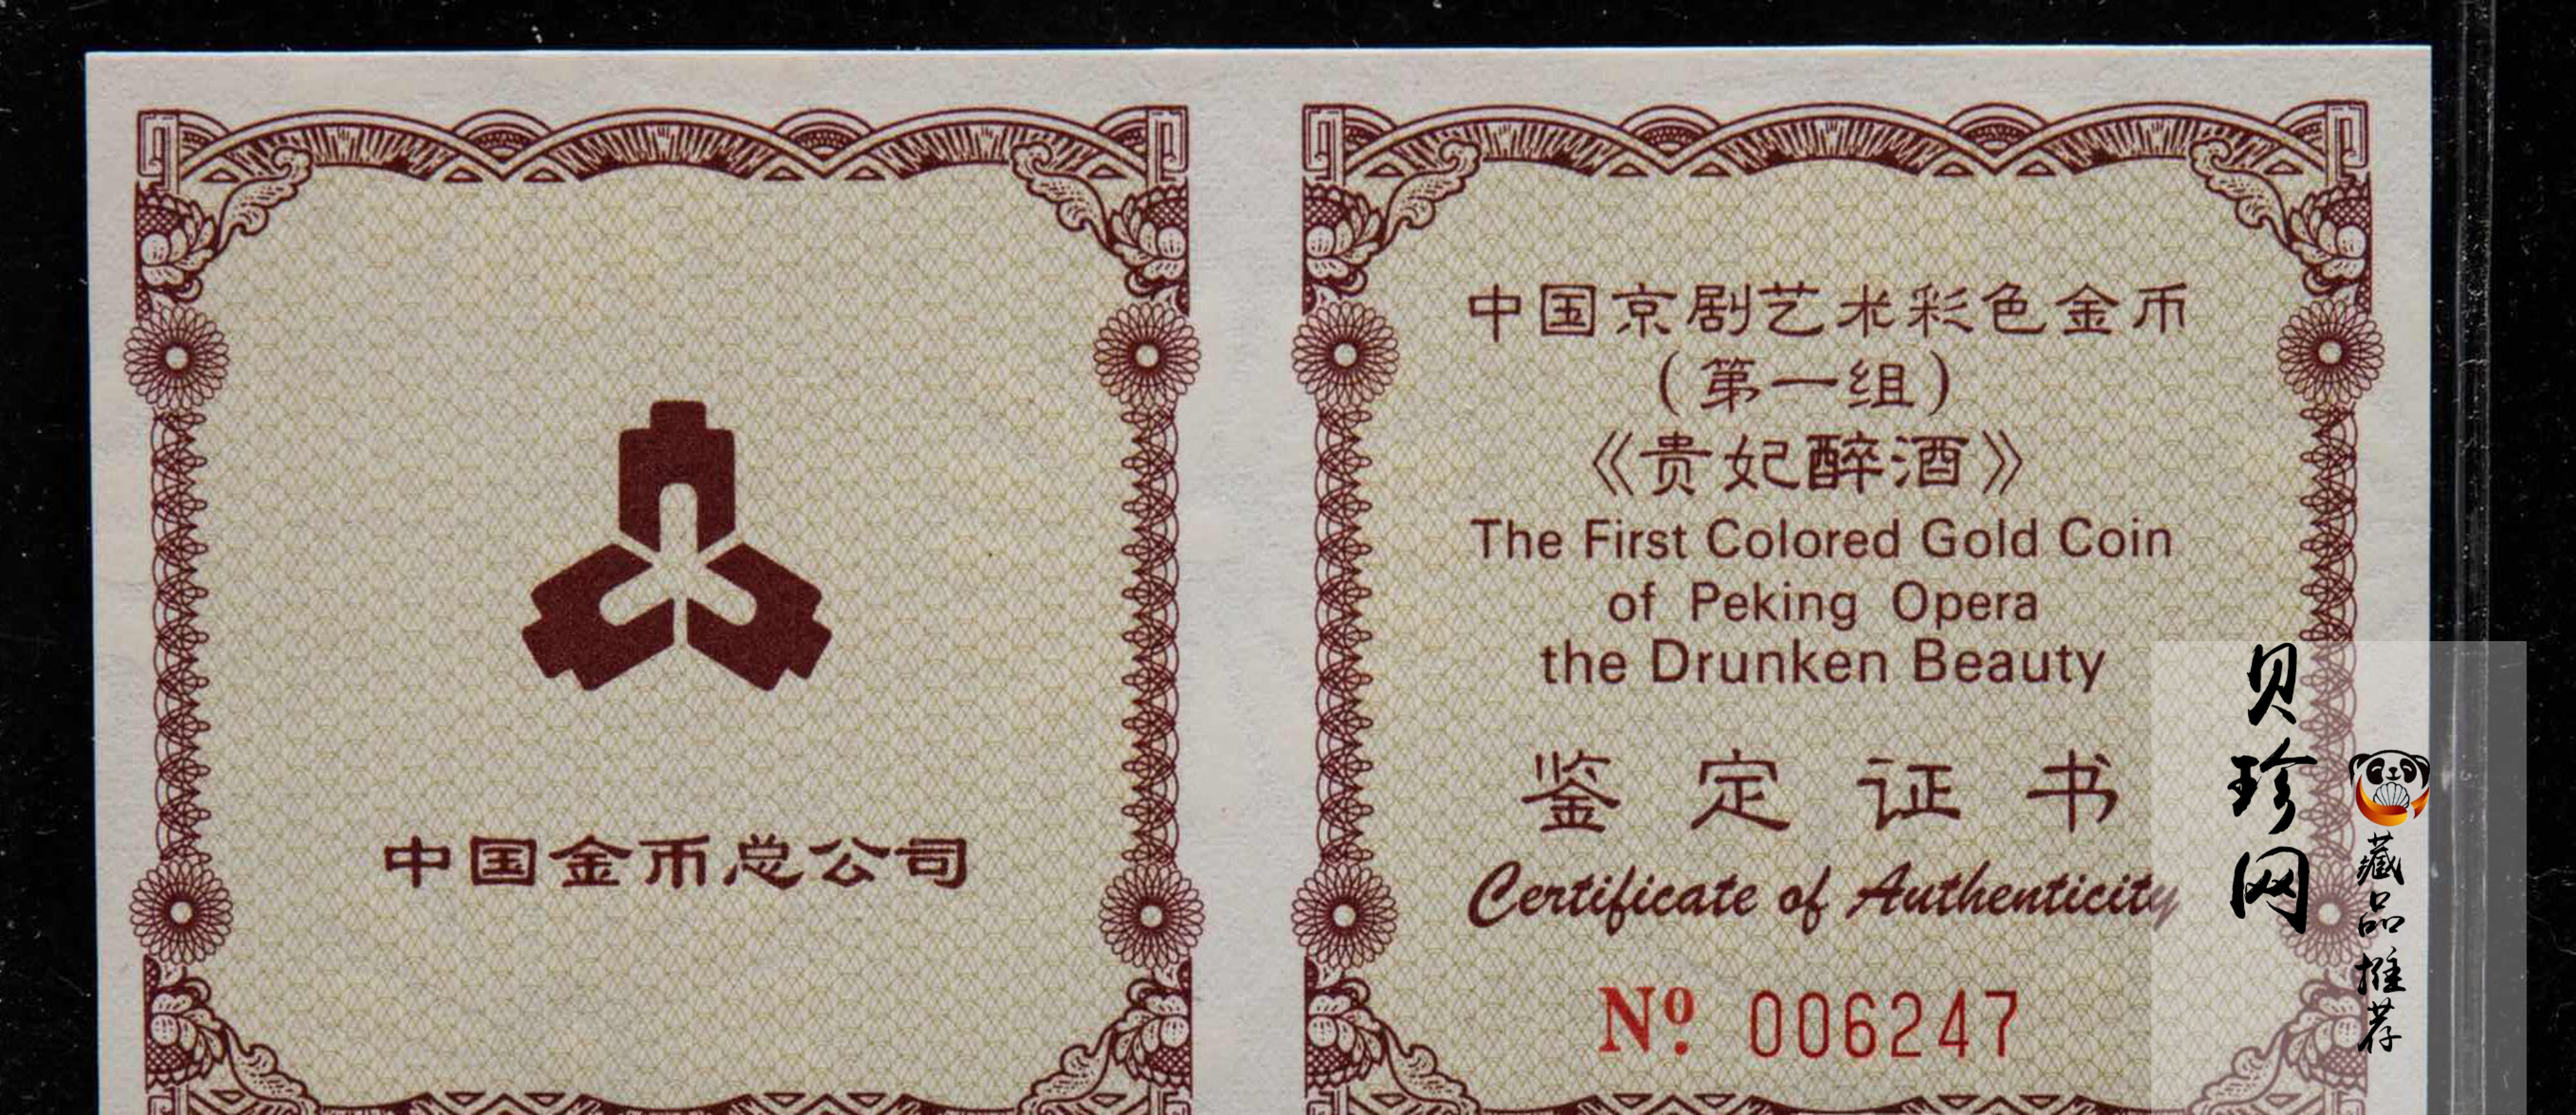 中国金币总公司
中国京剧艺术彩色金币
(第一组)
《贵妃醉酒》
The First Colored Gold Coin
of Peking Opera
the Drunken Beauty
鉴定证书
Certificate of Authenticity
Nº. 006247
贝珍网
藏品推荐